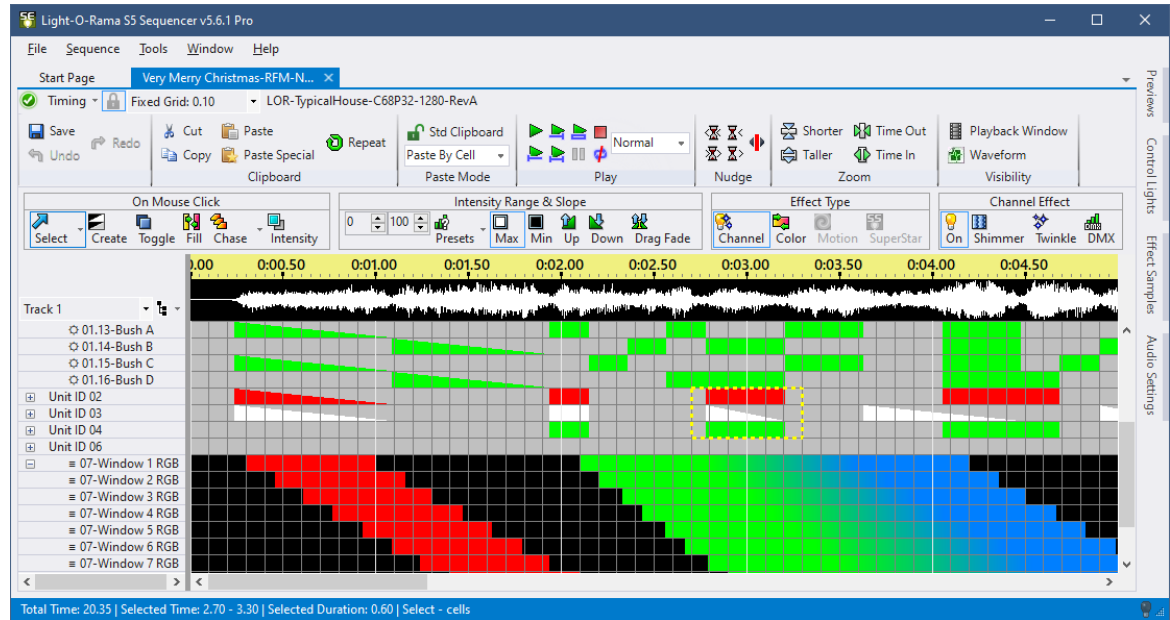 Light-O-Rama S5 Sequencer v5.6.1 Pro
File Sequence Tools Window Help
Start Page Very Merry Christmas-RFM-N...
Timing Fixed Grid: 0.10 LOR-TypicalHouse-C68P32-1280-RevA
Save Redo Cut Paste Repeat Std Clipboard Normal Shorter Time Out Playback Window
Undo Copy Paste Special Paste By Cell Taller Time In Waveform
Clipboard Paste Mode Play Nudge Zoom Visibility
On Mouse Click Intensity Range & Slope Effect Type Channel Effect
0 100
Select Create Toggle Fill Chase Intensity Presets Max Min Up Down Drag Fade Channel Color Motion SuperStar On Shimmer Twinkle DMX
0.00 0:00.50 0:01.00 0:01.50 0:02.00 0:02.50 0:03.00 0:03.50 0:04.00 0:04.50
Track 1
01.13-Bush A
01.14-Bush B
01.15-Bush C
01.16-Bush D
Unit ID 02
Unit ID 03
Unit ID 04
Unit ID 06
07-Window 1 RGB
07-Window 2 RGB
07-Window 3 RGB
07-Window 4 RGB
07-Window 5 RGB
07-Window 6 RGB
07-Window 7 RGB
Previews
Control Lights
Effect Samples
Audio Settings
Total Time: 20.35 | Selected Time: 2.70 - 3.30 | Selected Duration: 0.60 | Select - cells